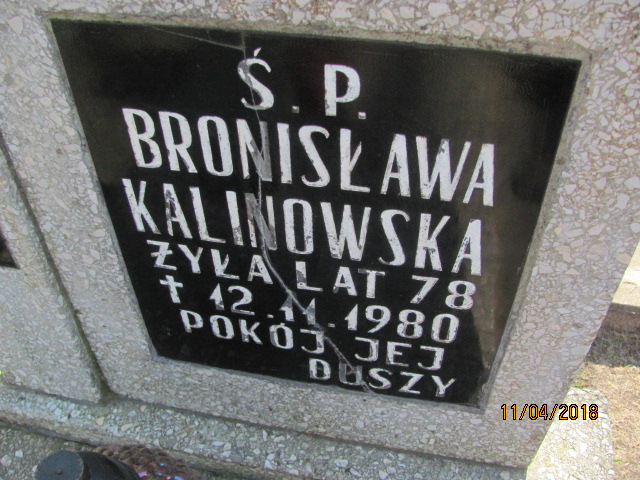 Ś. P.
BRONISŁAWA
KALINOWSKA
ŻYŁA LAT 78
✝ 12.11.1980
POKÓJ JEJ
DUSZY
11/04/2018